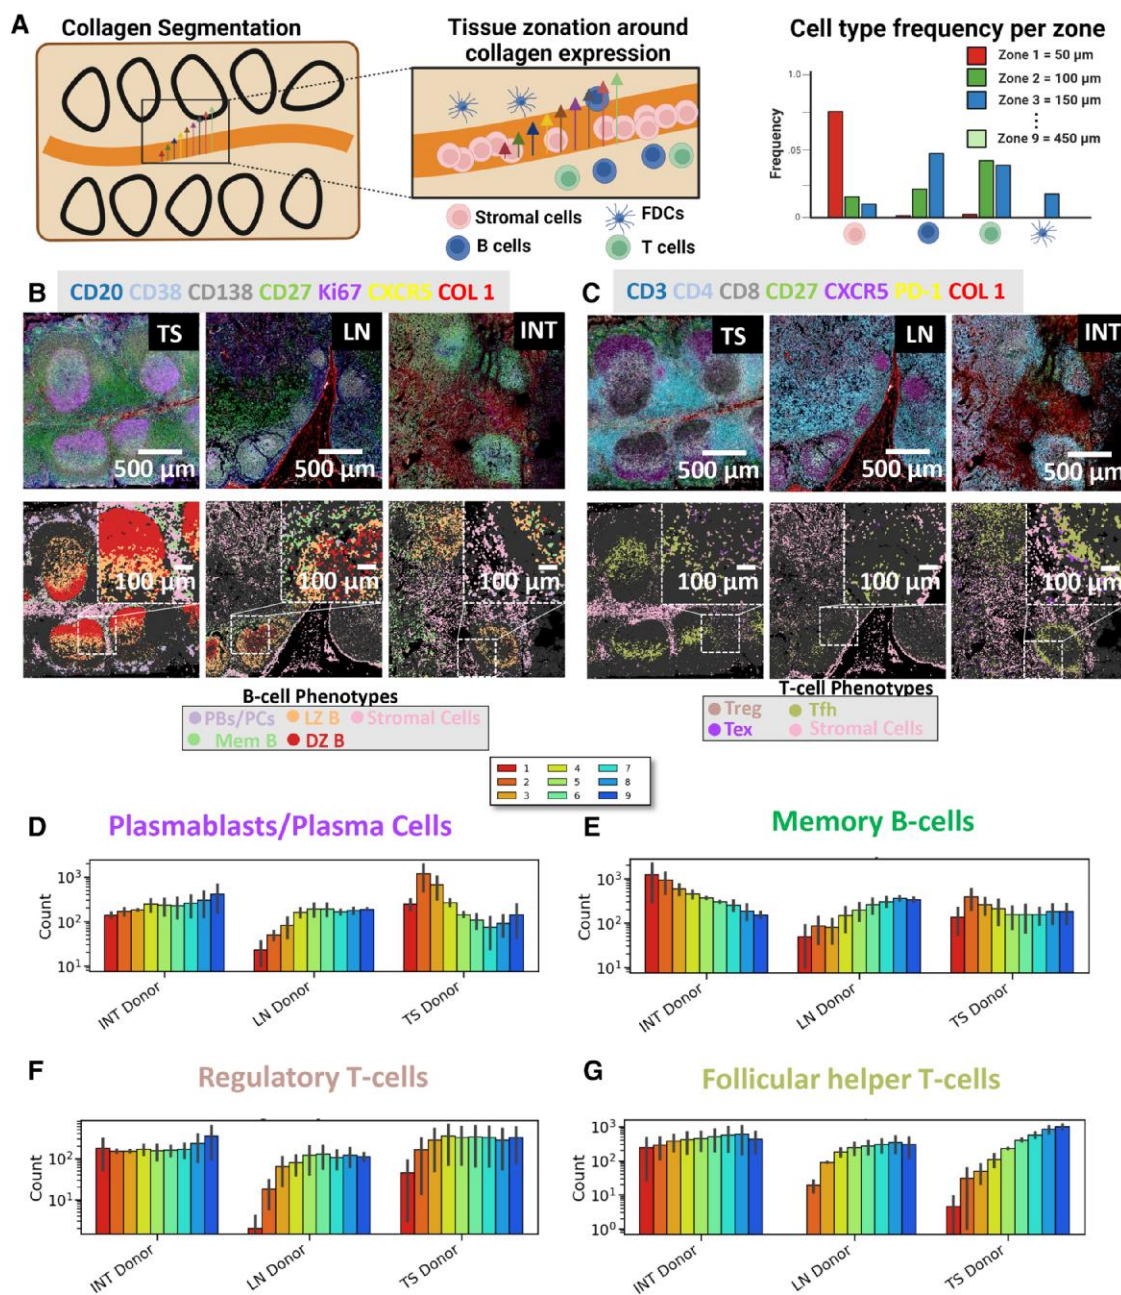 A
Collagen Segmentation
Tissue zonation around
collagen expression
Cell type frequency per zone
Zone 1 = 50 µm
Zone 2 = 100 µm
Zone 3 = 150 µm
Zone 9 = 450 µm
1.0
.05
0
Frequency
Stromal cells
FDCs
B cells
T cells
B
CD20 CD38 CD138 CD27 Ki67 CXCR5 COL 1
TS
LN
INT
500 µm
500 µm
500 µm
100 µm
100 µm
100 µm
B-cell Phenotypes
PBs/PCs LZ B Stromal Cells
Mem B DZ B
C
CD3 CD4 CD8 CD27 CXCR5 PD-1 COL 1
TS
LN
INT
500 µm
500 µm
500 µm
100 µm
100 µm
100 µm
T-cell Phenotypes
Treg Tfh
Tex Stromal Cells
1 4 7
2 5 8
3 6 9
D
Plasmablasts/Plasma Cells
Count
10³
10²
10¹
INT Donor
LN Donor
TS Donor
E
Memory B-cells
Count
10³
10²
10¹
INT Donor
LN Donor
TS Donor
F
Regulatory T-cells
Count
10²
10¹
INT Donor
LN Donor
TS Donor
G
Follicular helper T-cells
Count
10³
10²
10¹
10⁰
INT Donor
LN Donor
TS Donor